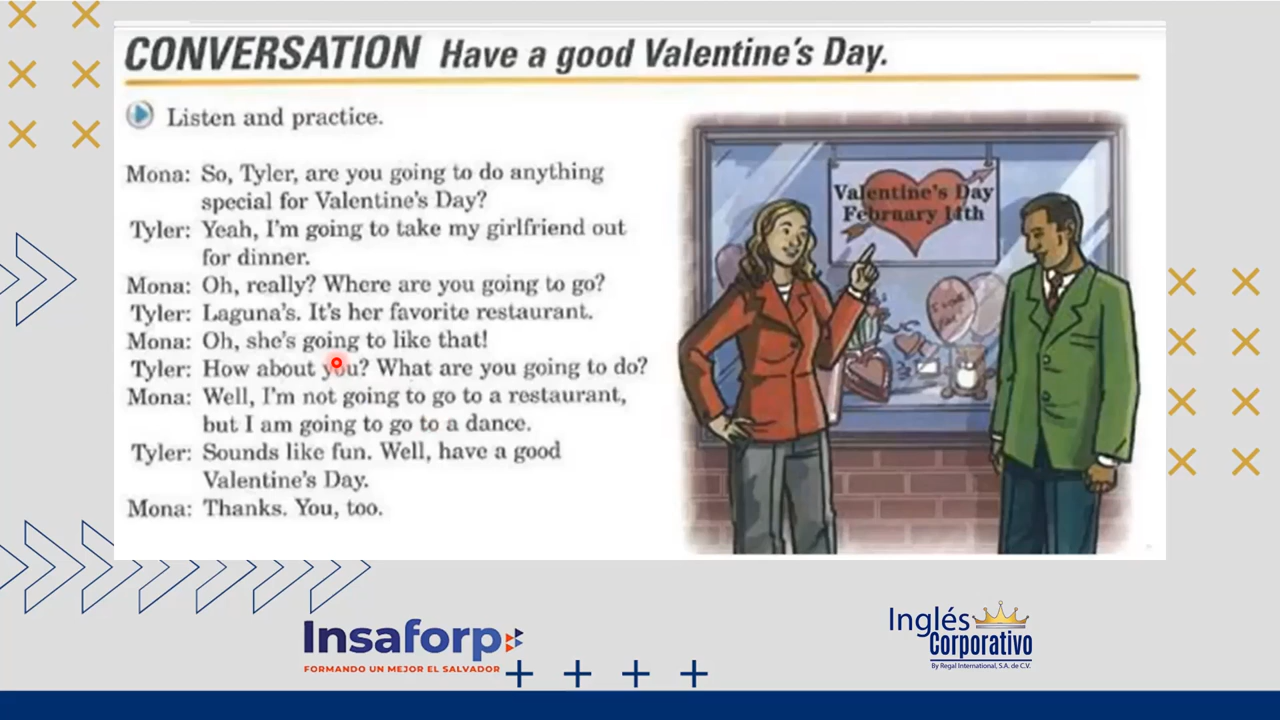 CONVERSATION Have a good Valentine's Day.
Listen and practice.
Mona: So, Tyler, are you going to do anything
special for Valentine's Day?
Tyler: Yeah, I'm going to take my girlfriend out
for dinner.
Mona: Oh, really? Where are you going to go?
Tyler: Laguna's. It's her favorite restaurant.
Mona: Oh, she's going to like that!
Tyler: How about you? What are you going to do?
Mona: Well, I'm not going to go to a restaurant,
but I am going to go to a dance.
Tyler: Sounds like fun. Well, have a good
Valentine's Day.
Mona: Thanks. You, too.
Valentine's Day
February 14th
Insaforp
FORMANDO UN MEJOR EL SALVADOR
Inglés
Corporativo
By Regal International, S.A. de C.V.